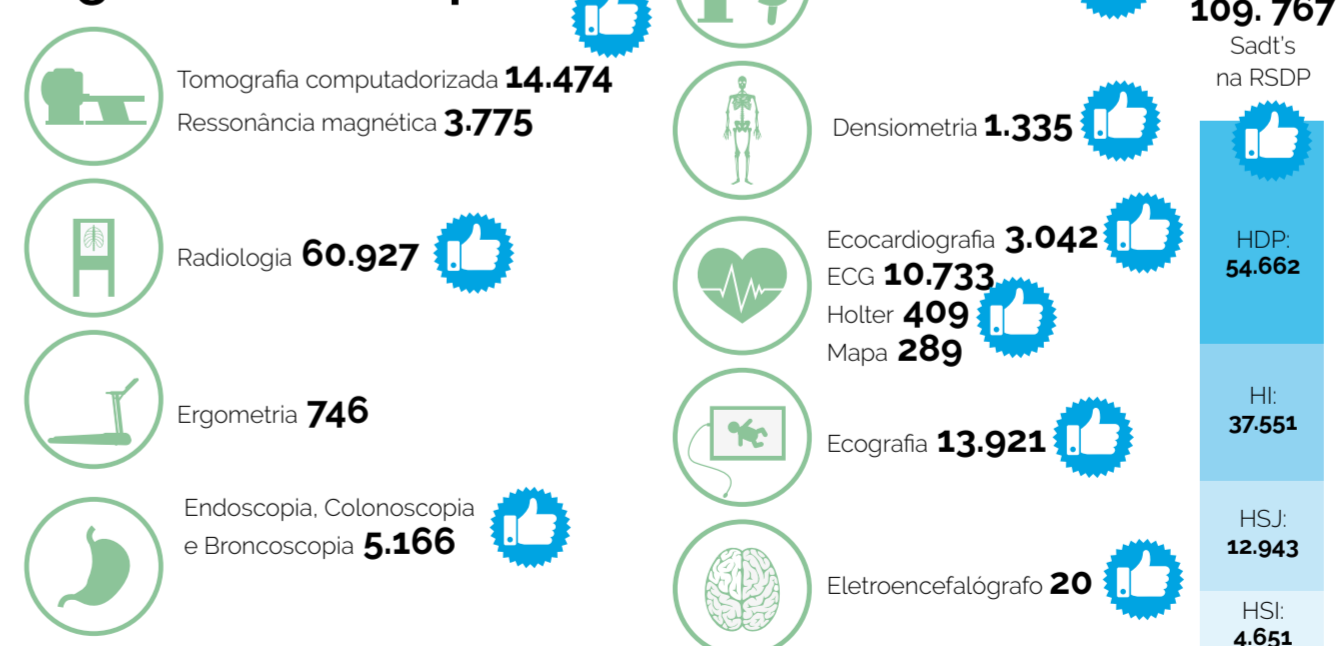 Tomografia computadorizada 14.474
Ressonância magnética 3.775
Radiologia 60.927
Ergometria 746
Endoscopia, Colonoscopia
e Broncoscopia 5.166
Densiometria 1.335
Ecocardiografia 3.042
ECG 10.733
Holter 409
Mapa 289
Ecografia 13.921
Eletroencefalógrafo 20
109. 767
Sadt's
na RSDP
HDP:
54.662
HI:
37.551
HSJ:
12.943
HSI:
4.651